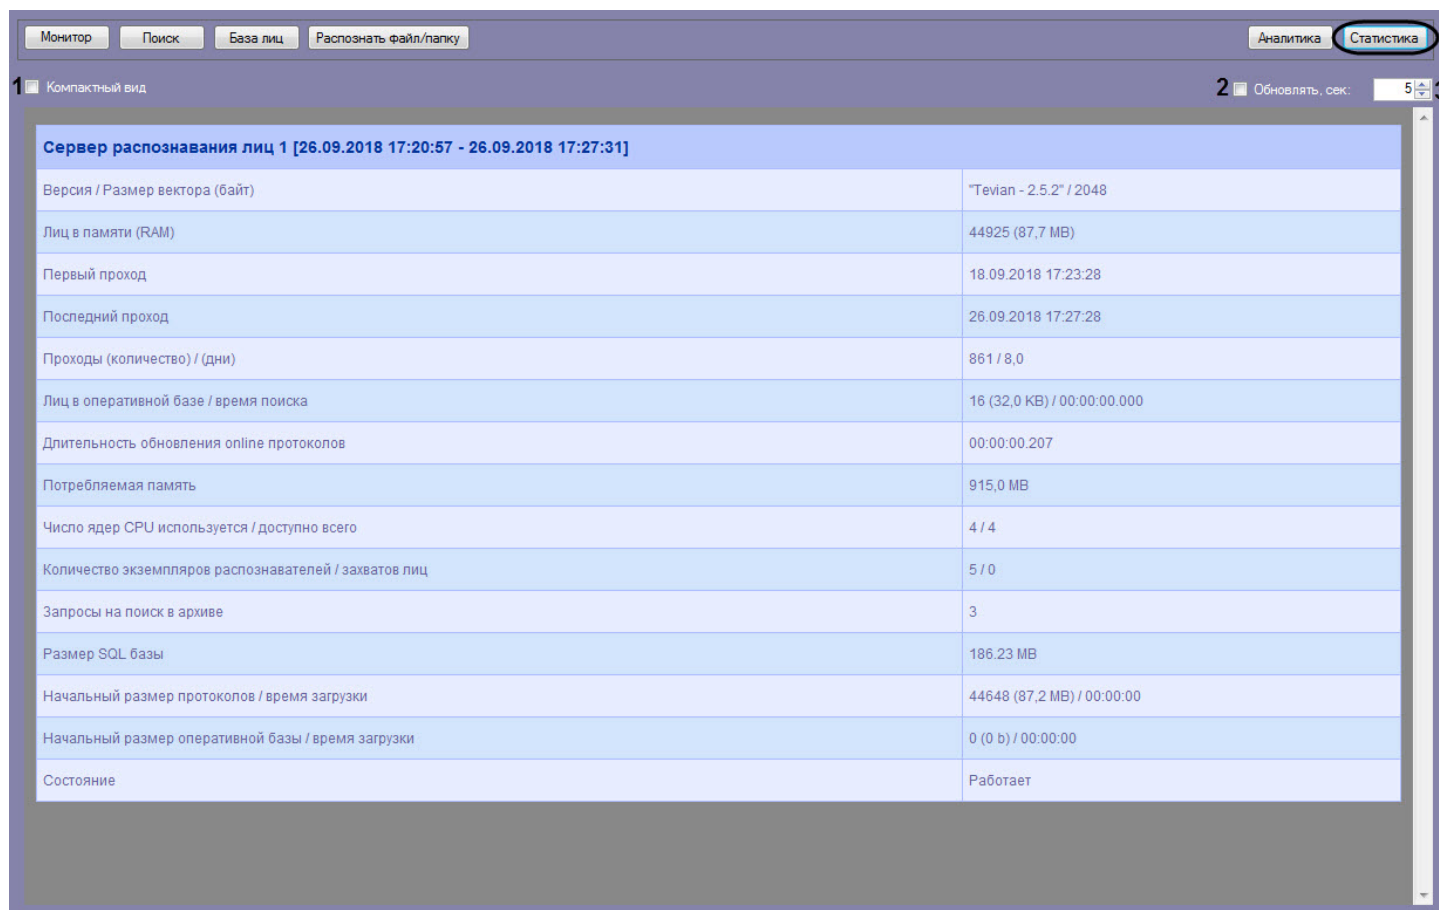 Монитор Поиск База лиц Распознать файл/папку Аналитика Статистика
1 Компактный вид 2 Обновлять, сек: 5
Сервер распознавания лиц 1 [26.09.2018 17:20:57 - 26.09.2018 17:27:31]
Версия / Размер вектора (байт) "Tevian - 2.5.2" / 2048
Лиц в памяти (RAM) 44925 (87,7 MB)
Первый проход 18.09.2018 17:23:28
Последний проход 26.09.2018 17:27:28
Проходы (количество) / (дни) 861 / 8,0
Лиц в оперативной базе / время поиска 16 (32,0 KB) / 00:00:00.000
Длительность обновления online протоколов 00:00:00.207
Потребляемая память 915,0 MB
Число ядер CPU используется / доступно всего 4 / 4
Количество экземпляров распознавателей / захватов лиц 5 / 0
Запросы на поиск в архиве 3
Размер SQL базы 186.23 MB
Начальный размер протоколов / время загрузки 44648 (87,2 MB) / 00:00:00
Начальный размер оперативной базы / время загрузки 0 (0 b) / 00:00:00
Состояние Работает